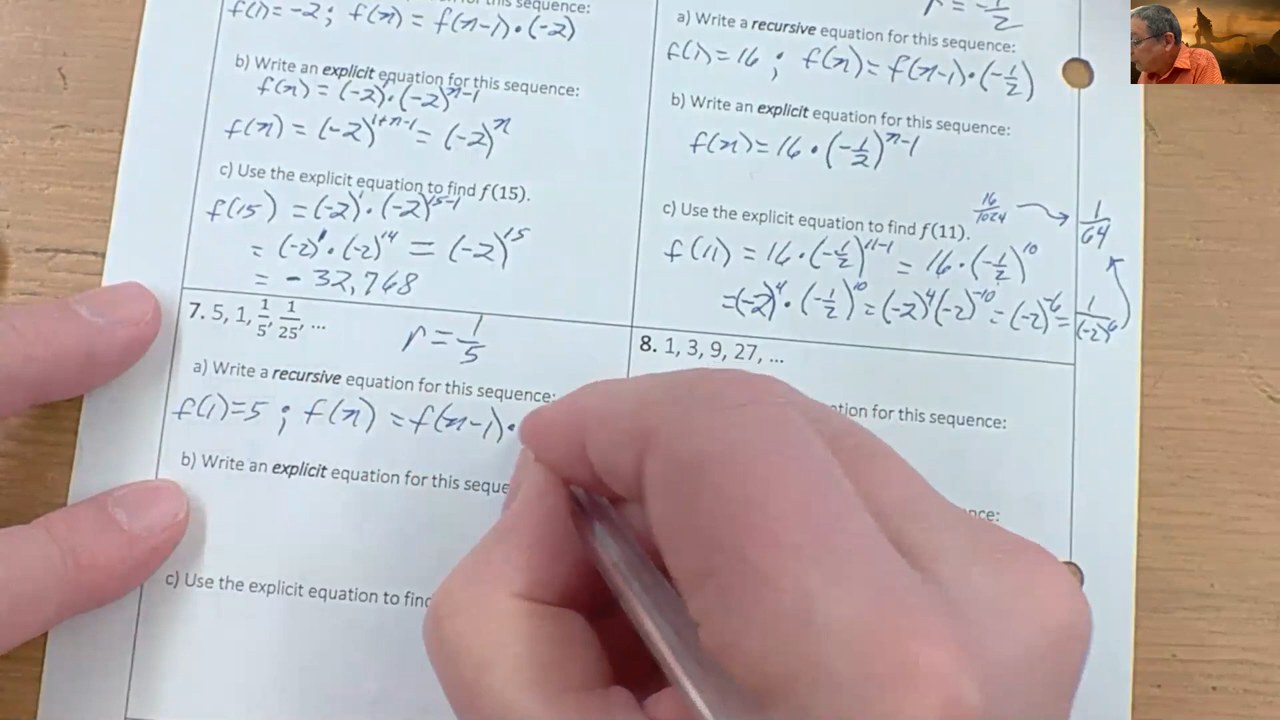 this sequence:
f(1) = -2; f(n) = f(n-1)•(-2)
b) Write an explicit equation for this sequence:
f(n) = (-2)¹•(-2)ⁿ⁻¹
f(n) = (-2)¹⁺ⁿ⁻¹ = (-2)ⁿ
c) Use the explicit equation to find f(15).
f(15) = (-2)¹•(-2)¹⁵⁻¹
= (-2)¹•(-2)¹⁴ = (-2)¹⁵
= -32,768
r = -1/2
a) Write a recursive equation for this sequence:
f(1) = 16 ; f(n) = f(n-1)•(-1/2)
b) Write an explicit equation for this sequence:
f(n) = 16•(-1/2)ⁿ⁻¹
c) Use the explicit equation to find f(11).
16/1024 → 1/64
f(11) = 16•(-1/2)¹¹⁻¹ = 16•(-1/2)¹⁰
= (-2)⁴•(-1/2)¹⁰ = (-2)⁴(-2)⁻¹⁰ = (-2)⁻⁶ = 1/(-2)⁶
7. 5, 1, 1/5, 1/25, ...
r = 1/5
a) Write a recursive equation for this sequence:
f(1) = 5 ; f(n) = f(n-1)•
b) Write an explicit equation for this seque
c) Use the explicit equation to find
8. 1, 3, 9, 27, ...
ation for this sequence:
nce: